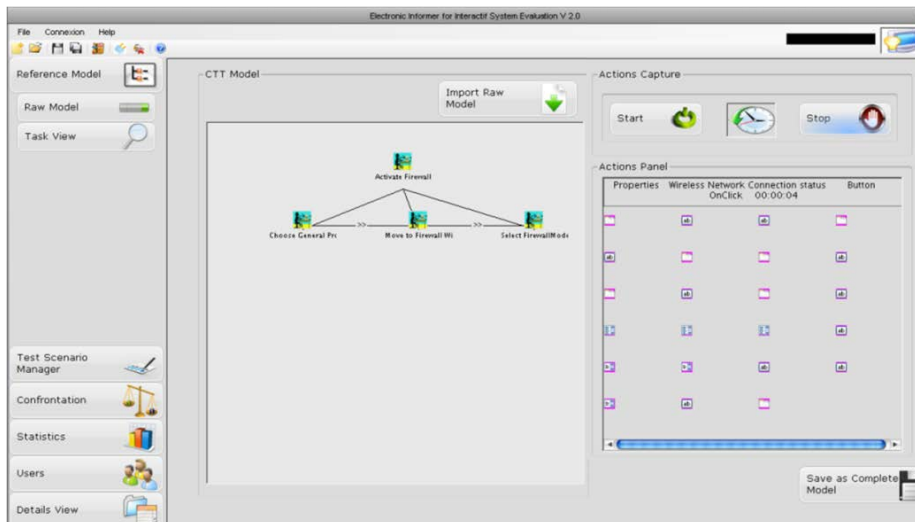 Electronic Informer for Interactif System Evaluation V 2.0
File Connexion Help
Reference Model
Raw Model
Task View
Test Scenario
Manager
Confrontation
Statistics
Users
Details View
CTT Model
Import Raw
Model
Activate Firewall
Choose General Prc
>>
Move to Firewall Wi
>>
Select FirewallMode
Actions Capture
Start
Stop
Actions Panel
Properties Wireless Network Connection status Button
OnClick 00:00:04
Save as Complete
Model